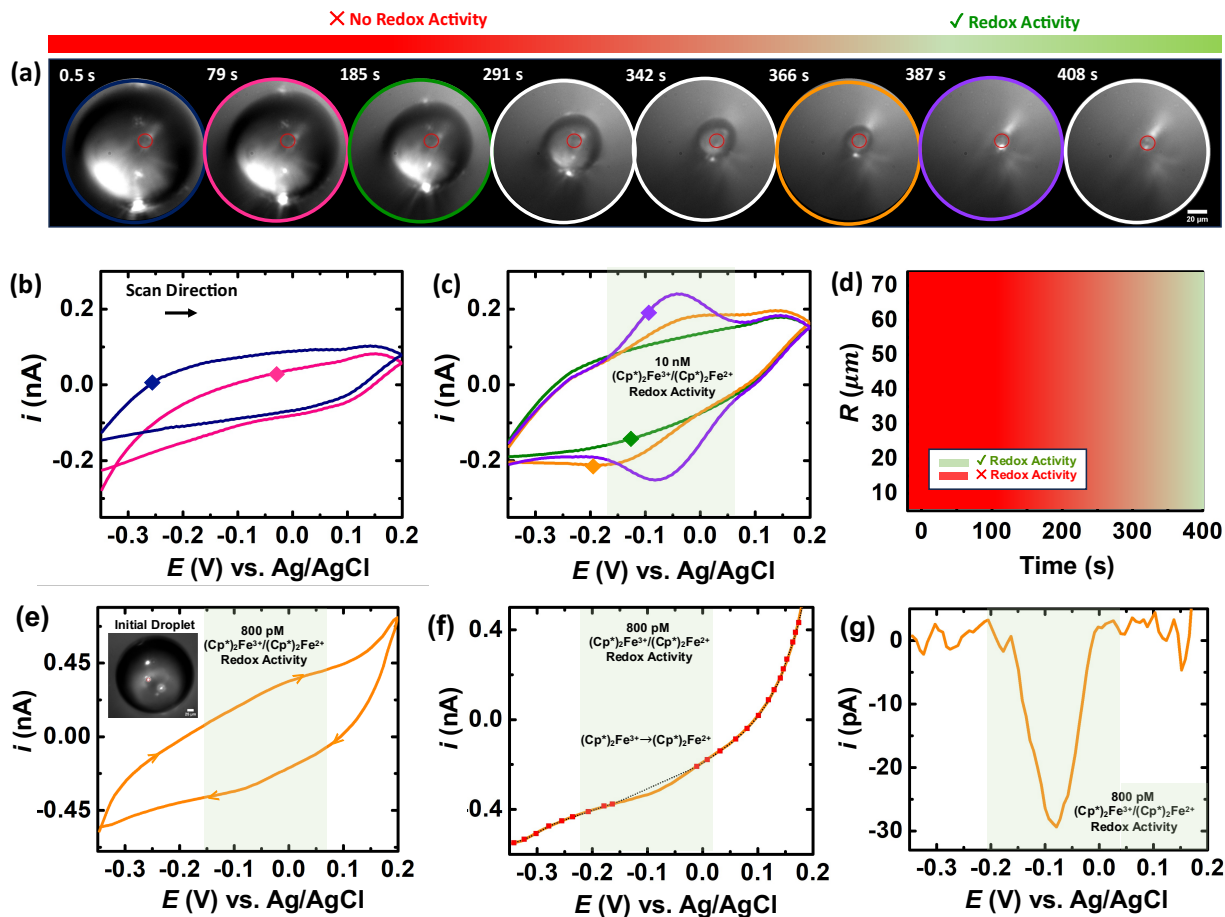 ✕ No Redox Activity
✓ Redox Activity
(a)
0.5 s
79 s
185 s
291 s
342 s
366 s
387 s
408 s
20 µm
(b)
Scan Direction
i (nA)
0.2
0.0
-0.2
-0.3 -0.2 -0.1 0.0 0.1 0.2
E (V) vs. Ag/AgCl
(c)
10 nM
(Cp*)₂Fe³⁺/(Cp*)₂Fe²⁺
Redox Activity
i (nA)
0.2
0.0
-0.2
-0.3 -0.2 -0.1 0.0 0.1 0.2
E (V) vs. Ag/AgCl
(d)
R (µm)
70
60
50
40
30
20
10
✓ Redox Activity
✕ Redox Activity
0 100 200 300 400
Time (s)
(e)
Initial Droplet
20 µm
800 pM
(Cp*)₂Fe³⁺/(Cp*)₂Fe²⁺
Redox Activity
i (nA)
0.45
0.00
-0.45
-0.3 -0.2 -0.1 0.0 0.1 0.2
E (V) vs. Ag/AgCl
(f)
800 pM
(Cp*)₂Fe³⁺/(Cp*)₂Fe²⁺
Redox Activity
(Cp*)₂Fe³⁺→(Cp*)₂Fe²⁺
i (nA)
0.4
0.0
0.4
-0.3 -0.2 -0.1 0.0 0.1 0.2
E (V) vs. Ag/AgCl
(g)
i (pA)
0
-10
-20
-30
800 pM
(Cp*)₂Fe³⁺/(Cp*)₂Fe²⁺
Redox Activity
-0.3 -0.2 -0.1 0.0 0.1 0.2
E (V) vs. Ag/AgCl